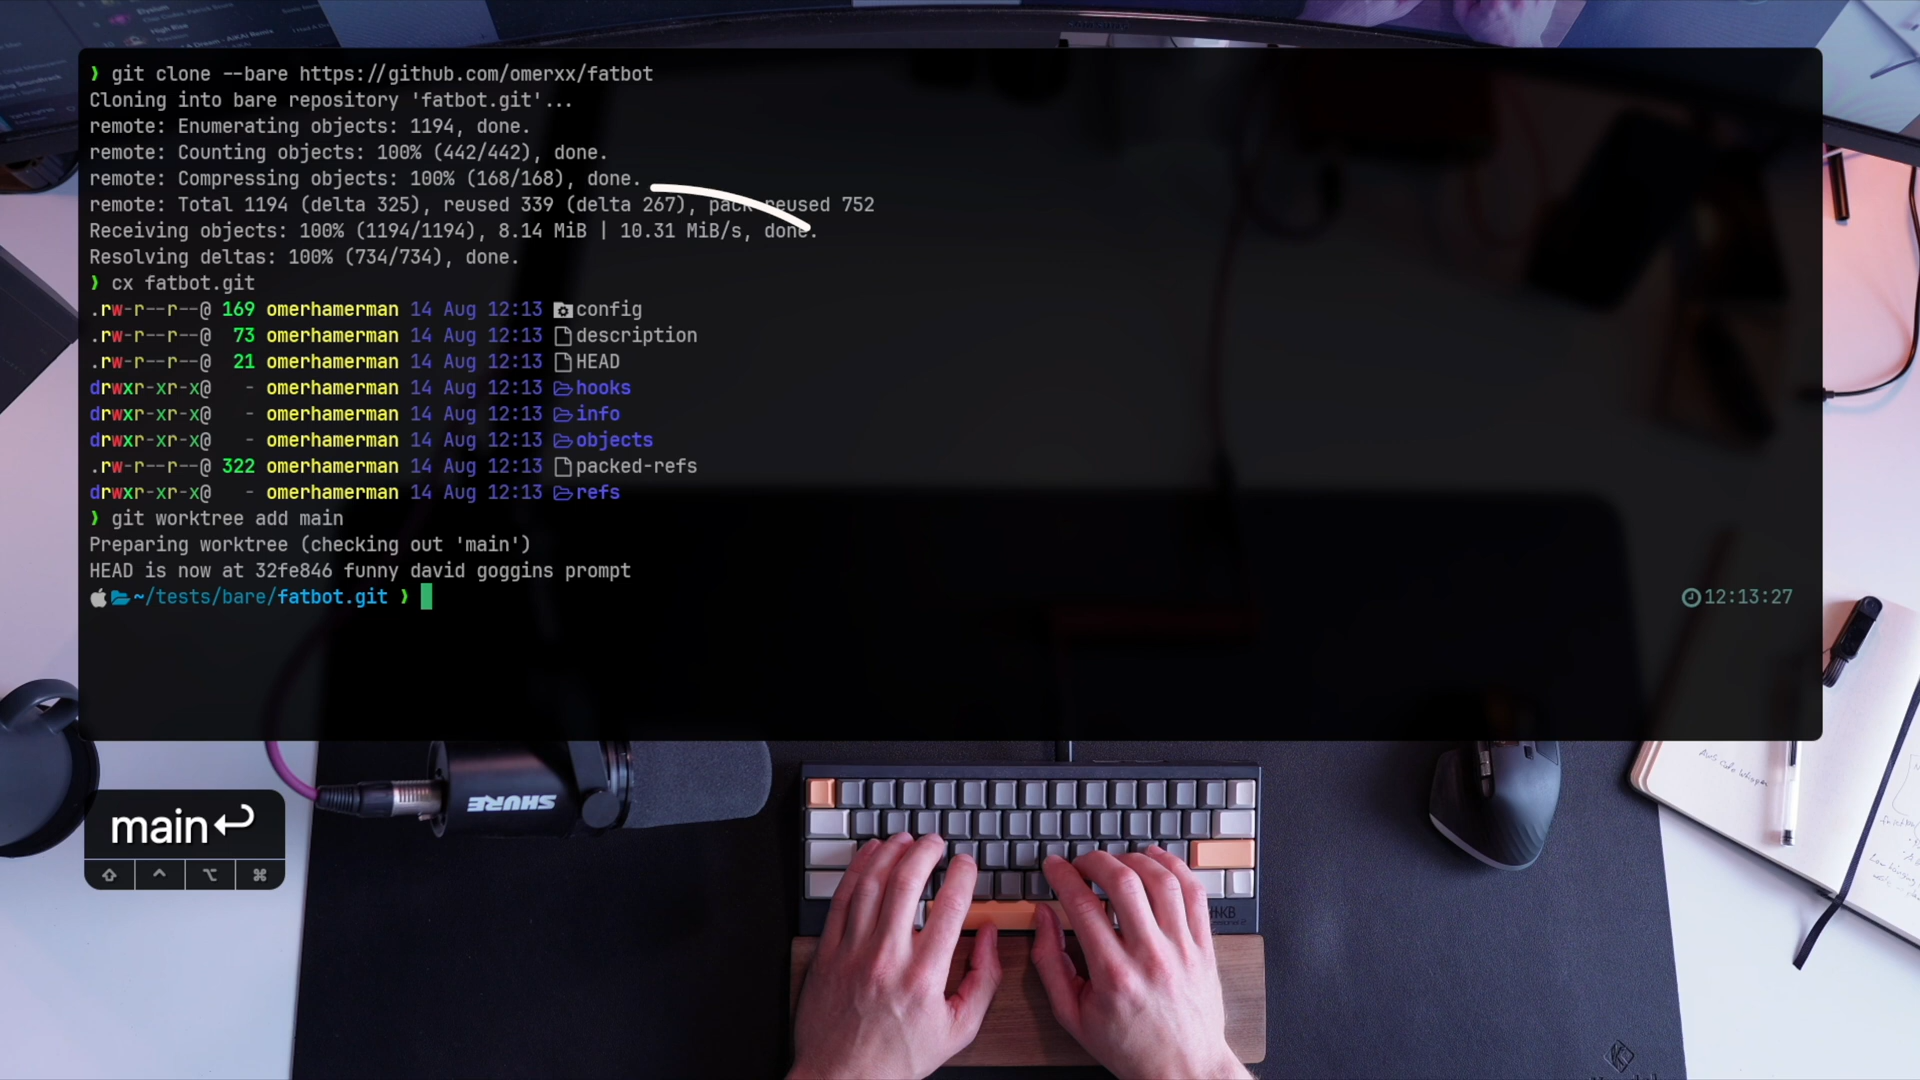 ❯ git clone --bare https://github.com/omerxx/fatbot
Cloning into bare repository 'fatbot.git'...
remote: Enumerating objects: 1194, done.
remote: Counting objects: 100% (442/442), done.
remote: Compressing objects: 100% (168/168), done.
remote: Total 1194 (delta 325), reused 339 (delta 267), pack-reused 752
Receiving objects: 100% (1194/1194), 8.14 MiB | 10.31 MiB/s, done.
Resolving deltas: 100% (734/734), done.
❯ cx fatbot.git
.rw-r--r--@ 169 omerhamerman 14 Aug 12:13 config
.rw-r--r--@ 73 omerhamerman 14 Aug 12:13 description
.rw-r--r--@ 21 omerhamerman 14 Aug 12:13 HEAD
drwxr-xr-x@ - omerhamerman 14 Aug 12:13 hooks
drwxr-xr-x@ - omerhamerman 14 Aug 12:13 info
drwxr-xr-x@ - omerhamerman 14 Aug 12:13 objects
.rw-r--r--@ 322 omerhamerman 14 Aug 12:13 packed-refs
drwxr-xr-x@ - omerhamerman 14 Aug 12:13 refs
❯ git worktree add main
Preparing worktree (checking out 'main')
HEAD is now at 32fe846 funny david goggins prompt
~/tests/bare/fatbot.git ❯ 12:13:27
main↩
⇧ ⌃ ⌥ ⌘
SHURE
HKB